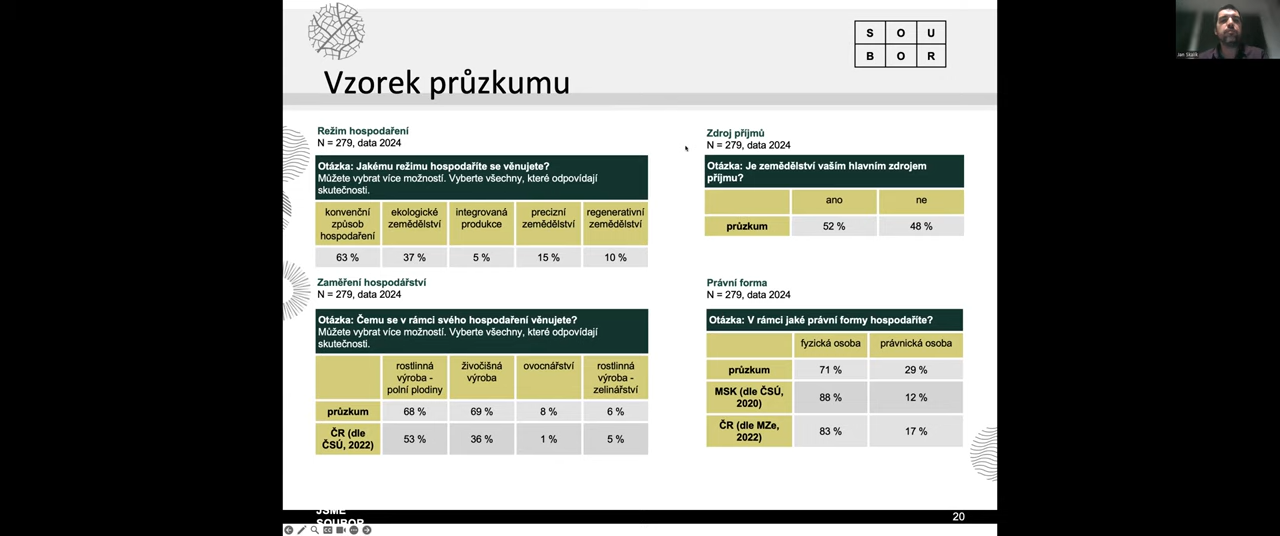 S O U
B O R
Jan Skalík
Vzorek průzkumu
Režim hospodaření
N = 279, data 2024
Otázka: Jakému režimu hospodaříte se věnujete?
Můžete vybrat více možností. Vyberte všechny, které odpovídají
skutečnosti.
konvenční způsob hospodaření
ekologické zemědělství
integrovaná produkce
precizní zemědělství
regenerativní zemědělství
63 % 37 % 5 % 15 % 10 %
Zaměření hospodářství
N = 279, data 2024
Otázka: Čemu se v rámci svého hospodaření věnujete?
Můžete vybrat více možností. Vyberte všechny, které odpovídají
skutečnosti.
rostlinná výroba - polní plodiny
živočišná výroba
ovocnářství
rostlinná výroba - zelinářství
průzkum 68 % 69 % 8 % 6 %
ČR (dle ČSÚ, 2022) 53 % 36 % 1 % 5 %
Zdroj příjmů
N = 279, data 2024
Otázka: Je zemědělství vaším hlavním zdrojem
příjmu?
ano ne
průzkum 52 % 48 %
Právní forma
N = 279, data 2024
Otázka: V rámci jaké právní formy hospodaříte?
fyzická osoba právnická osoba
průzkum 71 % 29 %
MSK (dle ČSÚ, 2020) 88 % 12 %
ČR (dle MZe, 2022) 83 % 17 %
JSME
SOUBOR
20